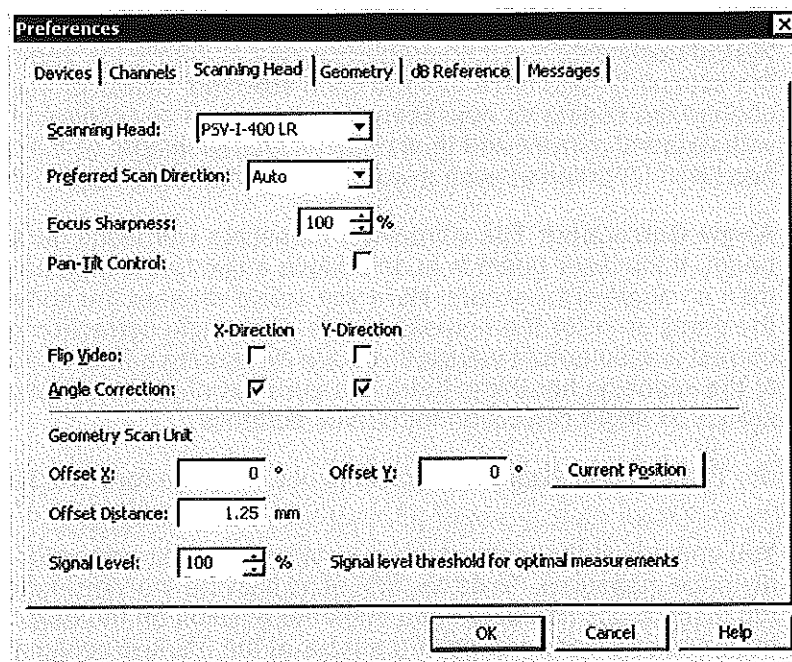 Preferences
Devices Channels Scanning Head Geometry dB Reference Messages
Scanning Head: PSV-I-400 LR
Preferred Scan Direction: Auto
Focus Sharpness: 100 %
Pan-Tilt Control:
X-Direction Y-Direction
Flip Video:
Angle Correction:
Geometry Scan Unit
Offset X: 0 ° Offset Y: 0 ° Current Position
Offset Distance: 1.25 mm
Signal Level: 100 % Signal level threshold for optimal measurements
OK Cancel Help